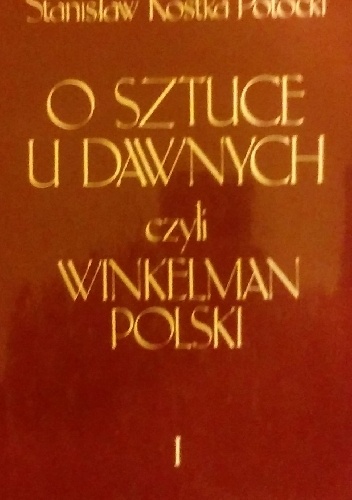 Stanisław Kostka Potocki
O SZTUCE
U DAWNYCH
czyli
WINKELMAN
POLSKI
I